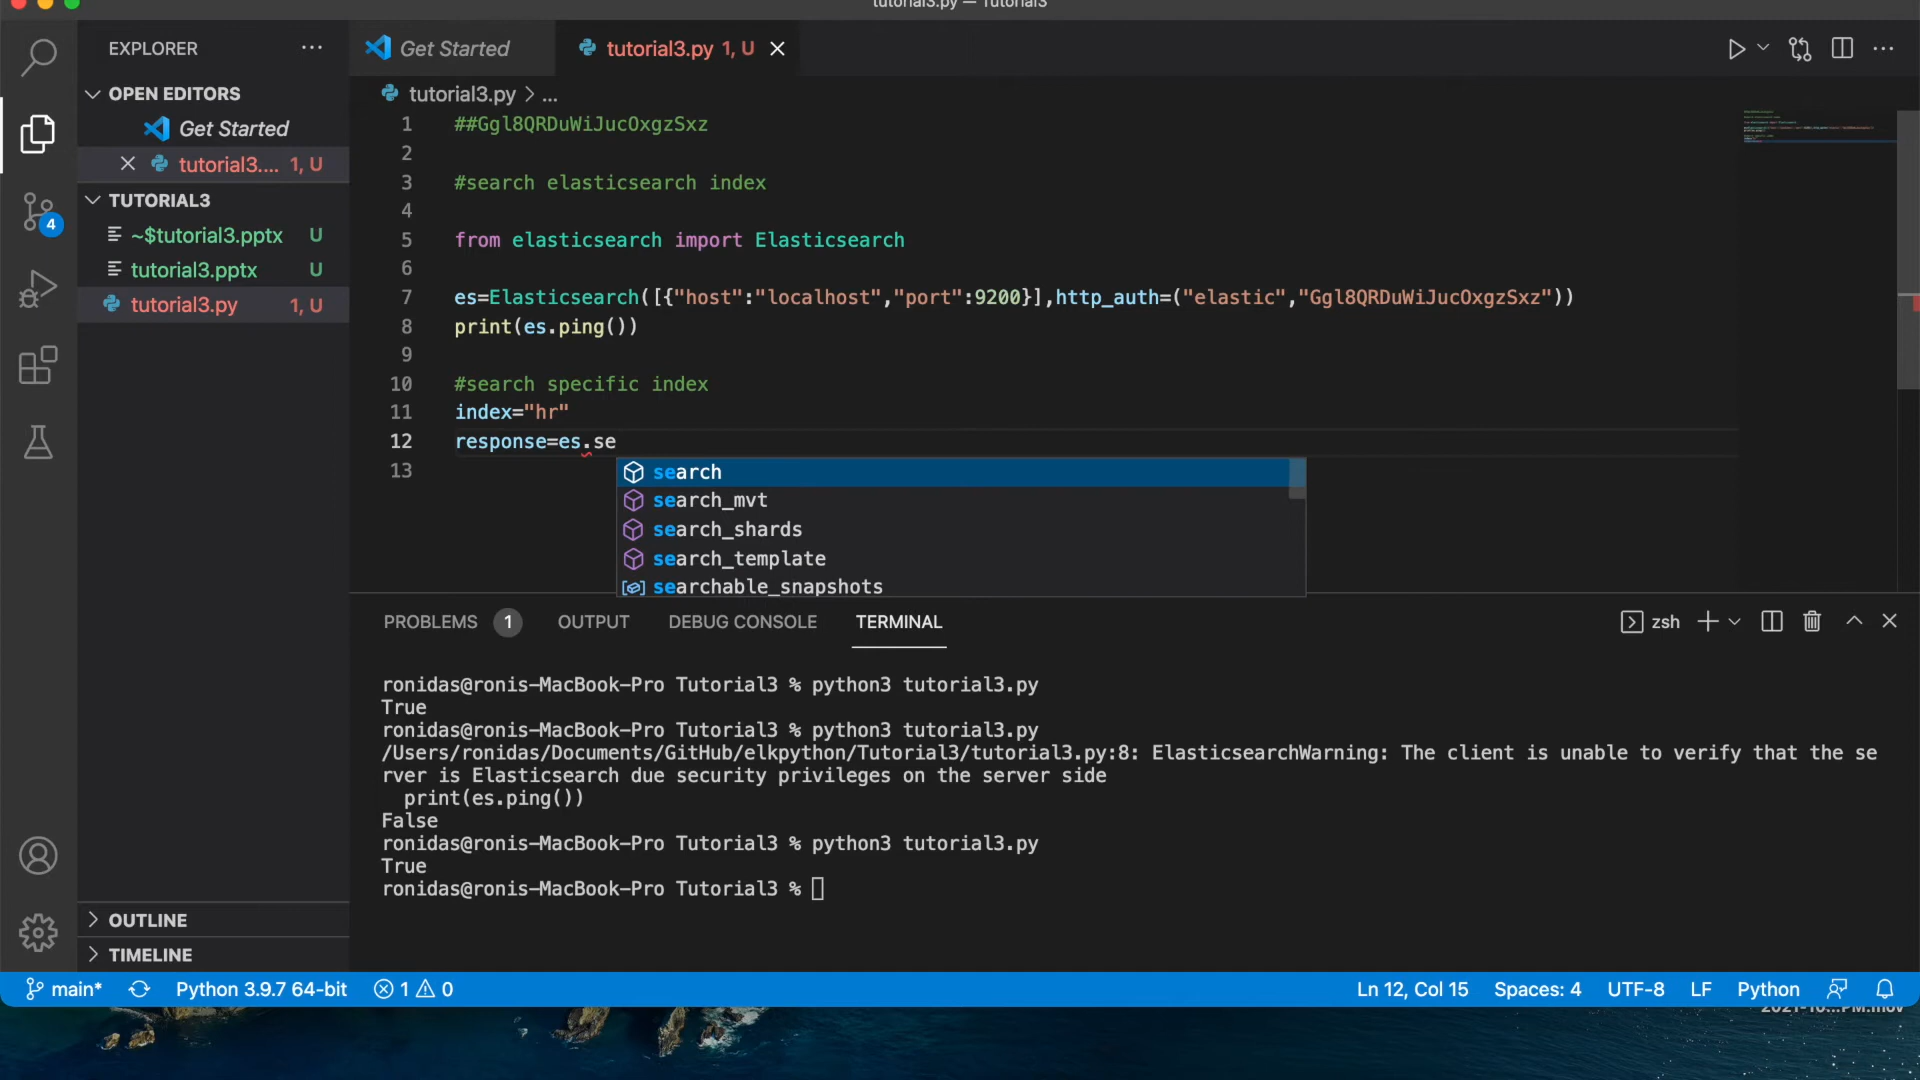 tutorial3.py — Tutorial3
EXPLORER
Get Started
tutorial3.py 1, U
OPEN EDITORS
Get Started
tutorial3.... 1, U
TUTORIAL3
~$tutorial3.pptx U
tutorial3.pptx U
tutorial3.py 1, U
4
OUTLINE
TIMELINE
tutorial3.py > ...
1 ##Ggl8QRDuWiJucOxgzSxz
2
3 #search elasticsearch index
4
5 from elasticsearch import Elasticsearch
6
7 es=Elasticsearch([{"host":"localhost","port":9200}],http_auth=("elastic","Ggl8QRDuWiJucOxgzSxz"))
8 print(es.ping())
9
10 #search specific index
11 index="hr"
12 response=es.se
13
search
search_mvt
search_shards
search_template
searchable_snapshots
PROBLEMS 1 OUTPUT DEBUG CONSOLE TERMINAL
zsh
ronidas@ronis-MacBook-Pro Tutorial3 % python3 tutorial3.py
True
ronidas@ronis-MacBook-Pro Tutorial3 % python3 tutorial3.py
/Users/ronidas/Documents/GitHub/elkpython/Tutorial3/tutorial3.py:8: ElasticsearchWarning: The client is unable to verify that the se
rver is Elasticsearch due security privileges on the server side
print(es.ping())
False
ronidas@ronis-MacBook-Pro Tutorial3 % python3 tutorial3.py
True
ronidas@ronis-MacBook-Pro Tutorial3 %
main* Python 3.9.7 64-bit 1 0 Ln 12, Col 15 Spaces: 4 UTF-8 LF Python
2021-10...PM.mov